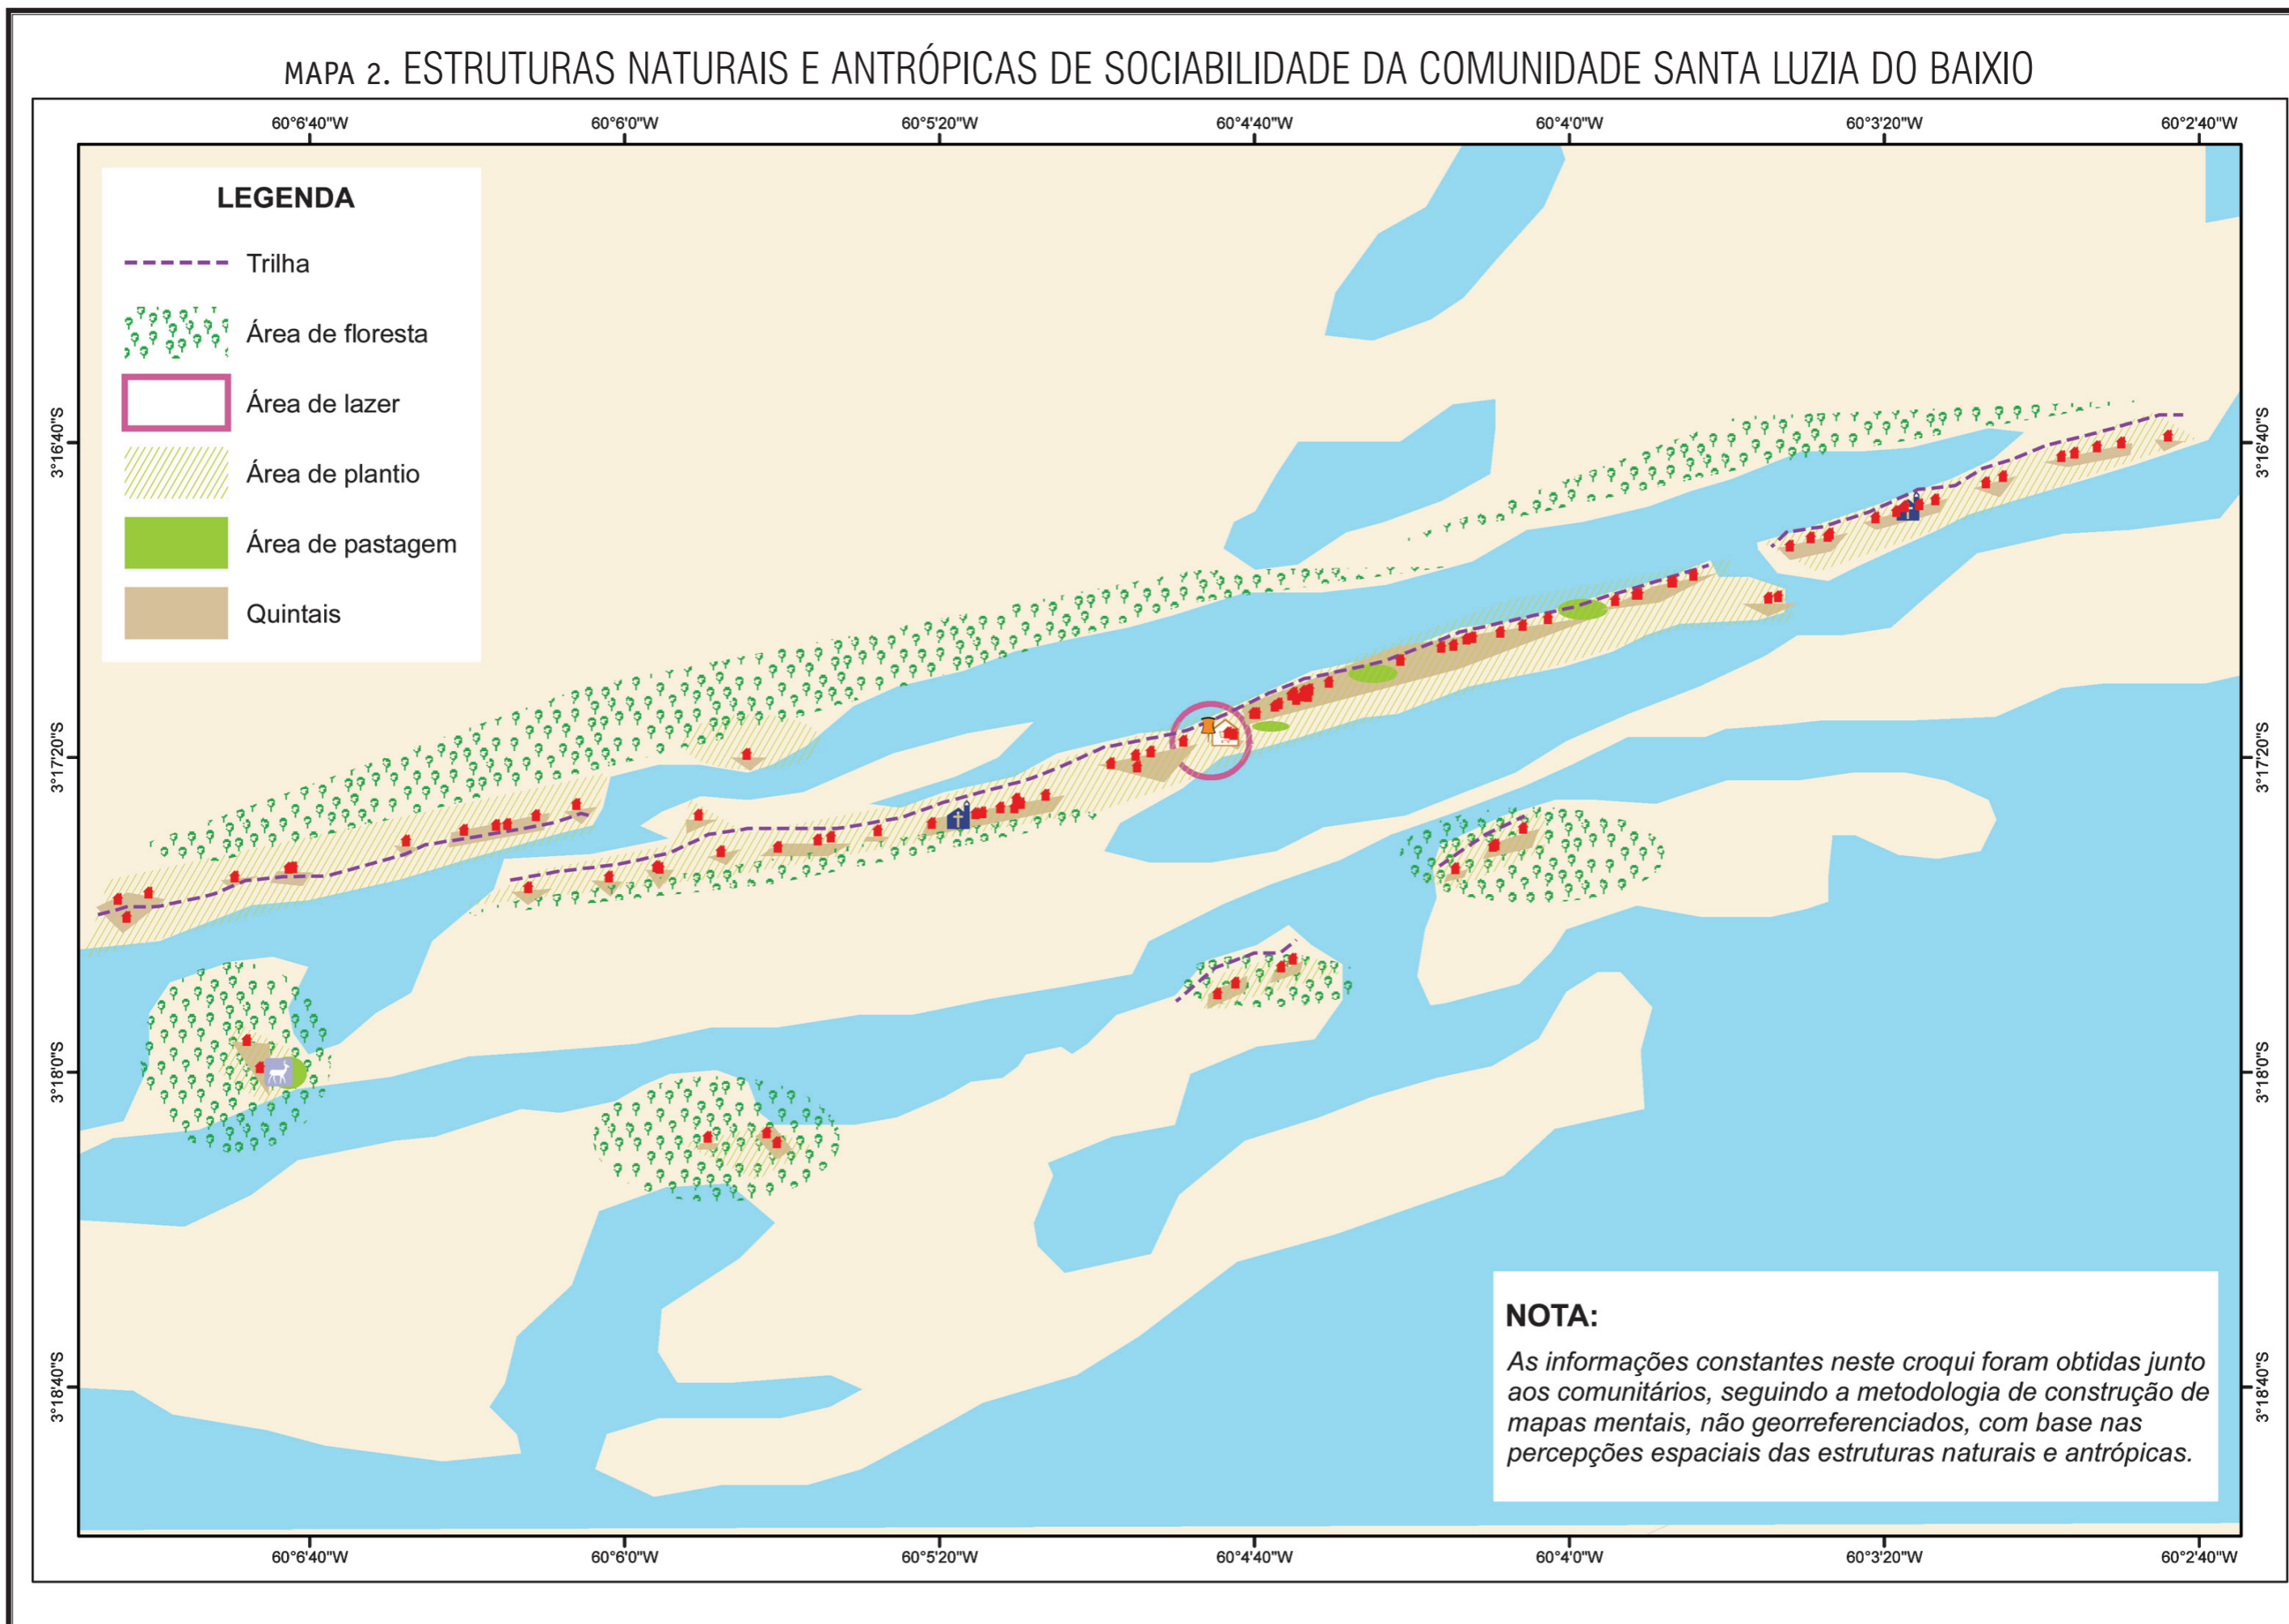 MAPA 2. ESTRUTURAS NATURAIS E ANTRÓPICAS DE SOCIABILIDADE DA COMUNIDADE SANTA LUZIA DO BAIXIO
60°6'40"W 60°6'0"W 60°5'20"W 60°4'40"W 60°4'0"W 60°3'20"W 60°2'40"W
LEGENDA
Trilha
Área de floresta
Área de lazer
Área de plantio
Área de pastagem
Quintais
3°16'40"S
3°17'20"S
3°18'0"S
3°18'40"S
3°16'40"S
3°17'20"S
3°18'0"S
3°18'40"S
NOTA:
As informações constantes neste croqui foram obtidas junto
aos comunitários, seguindo a metodologia de construção de
mapas mentais, não georreferenciados, com base nas
percepções espaciais das estruturas naturais e antrópicas.
60°6'40"W 60°6'0"W 60°5'20"W 60°4'40"W 60°4'0"W 60°3'20"W 60°2'40"W